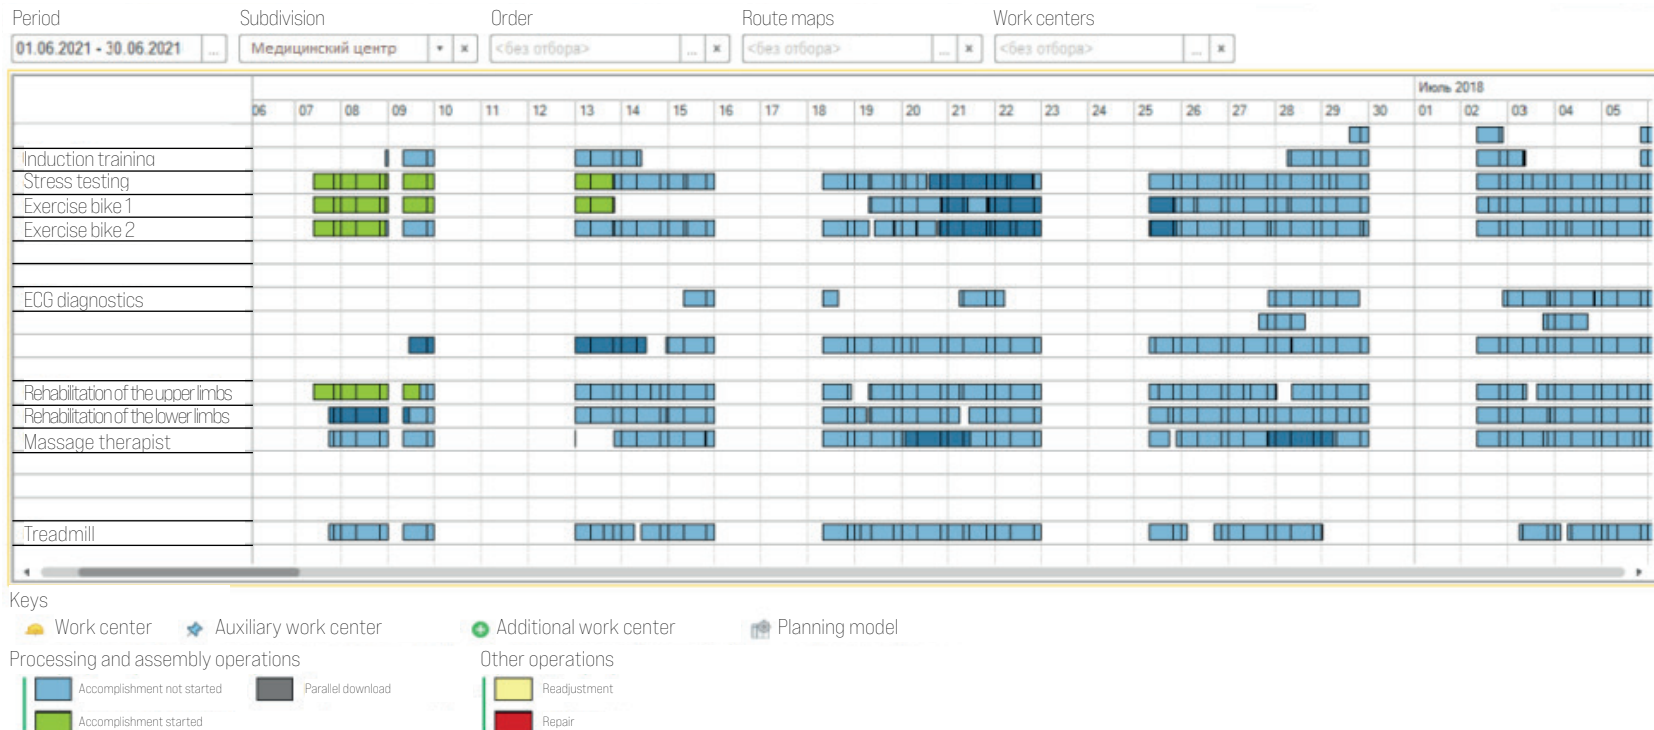 Period Subdivision Order Route maps Work centers
01.06.2021 - 30.06.2021 ... Медицинский центр <без отбора> ... × <без отбора> ... × <без отбора> ... ×
Июль 2018
06 07 08 09 10 11 12 13 14 15 16 17 18 19 20 21 22 23 24 25 26 27 28 29 30 01 02 03 04 05
Induction training
Stress testing
Exercise bike 1
Exercise bike 2
ECG diagnostics
Rehabilitation of the upper limbs
Rehabilitation of the lower limbs
Massage therapist
Treadmill
Keys
Work center Auxiliary work center Additional work center Planning model
Processing and assembly operations Other operations
Accomplishment not started Parallel download Readjustment
Accomplishment started Repair